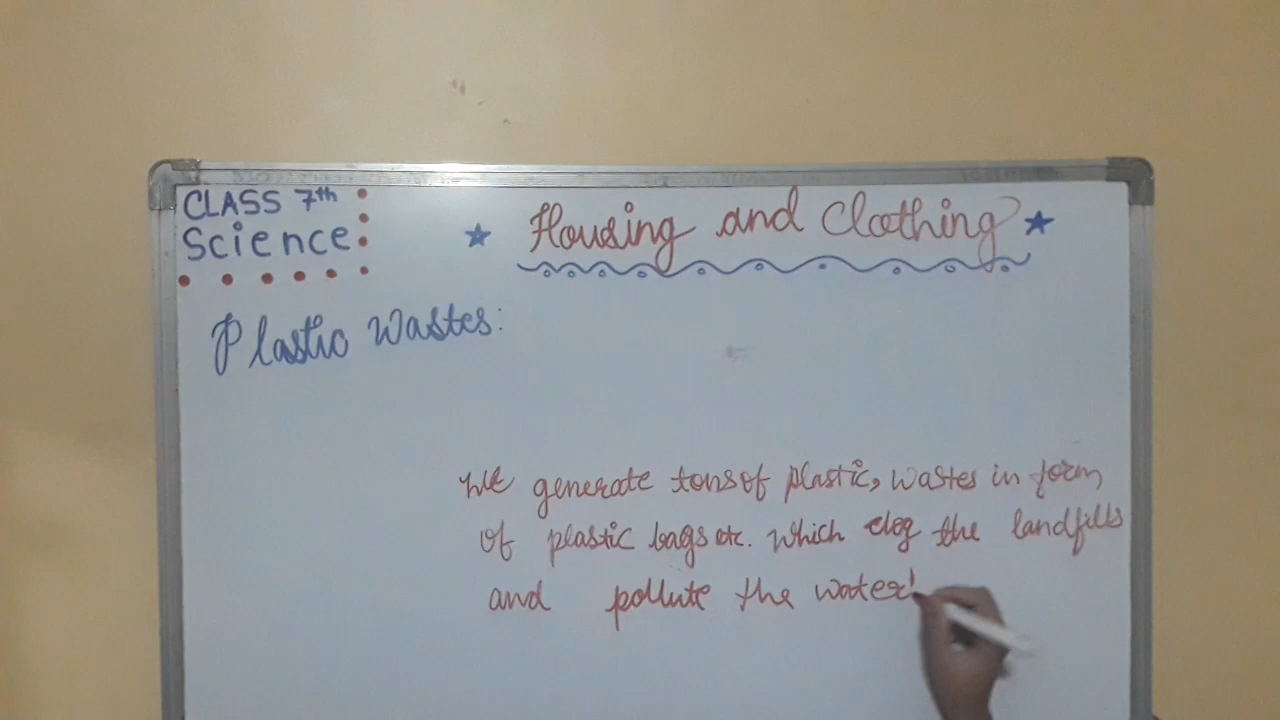 CLASS 7th
Science
Housing and Clothing
Plastic Wastes:
We generate tons of plastic, wastes in form
of plastic bags etc. which clog the landfills
and pollute the water